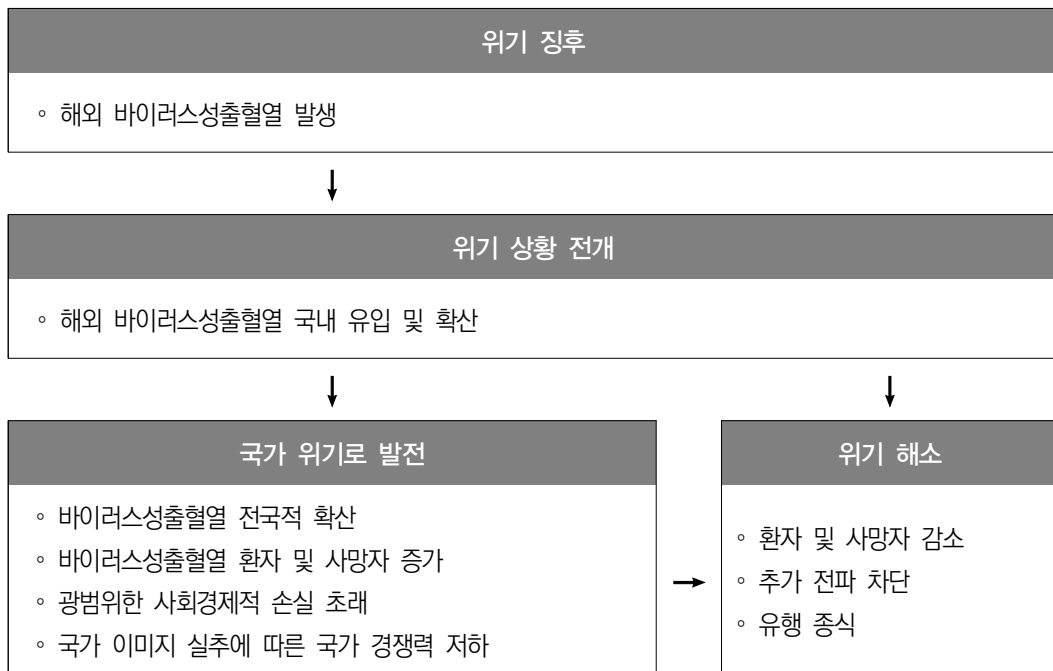 위기 징후
◦ 해외 바이러스성출혈열 발생
위기 상황 전개
◦ 해외 바이러스성출혈열 국내 유입 및 확산
국가 위기로 발전
◦ 바이러스성출혈열 전국적 확산
◦ 바이러스성출혈열 환자 및 사망자 증가
◦ 광범위한 사회경제적 손실 초래
◦ 국가 이미지 실추에 따른 국가 경쟁력 저하
위기 해소
◦ 환자 및 사망자 감소
◦ 추가 전파 차단
◦ 유행 종식